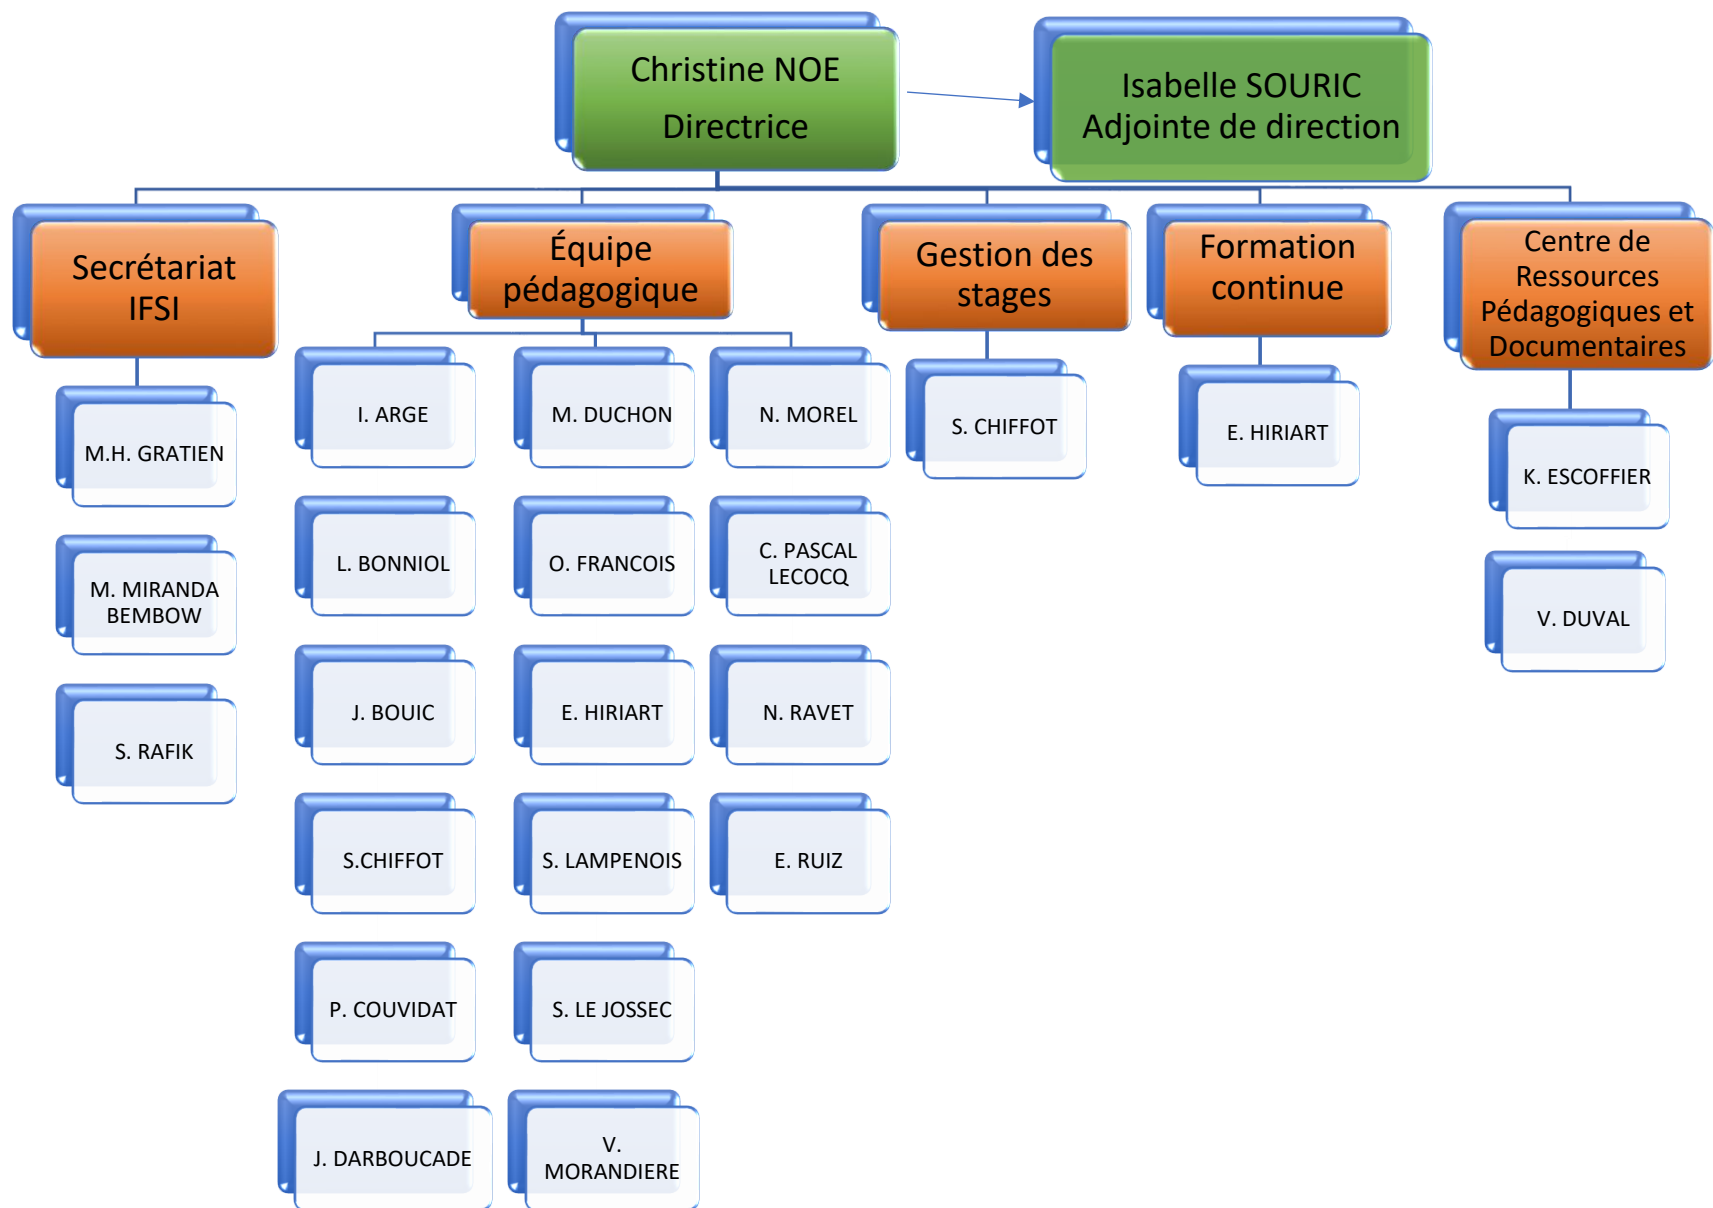 Christine NOE
Directrice
Isabelle SOURIC
Adjointe de direction
Secrétariat
IFSI
Équipe
pédagogique
Gestion des
stages
Formation
continue
Centre de
Ressources
Pédagogiques et
Documentaires
M.H. GRATIEN
M. MIRANDA
BEMBOW
S. RAFIK
I. ARGE
L. BONNIOL
J. BOUIC
S.CHIFFOT
P. COUVIDAT
J. DARBOUCADE
M. DUCHON
O. FRANCOIS
E. HIRIART
S. LAMPENOIS
S. LE JOSSEC
V.
MORANDIERE
N. MOREL
C. PASCAL
LECOCQ
N. RAVET
E. RUIZ
S. CHIFFOT
E. HIRIART
K. ESCOFFIER
V. DUVAL